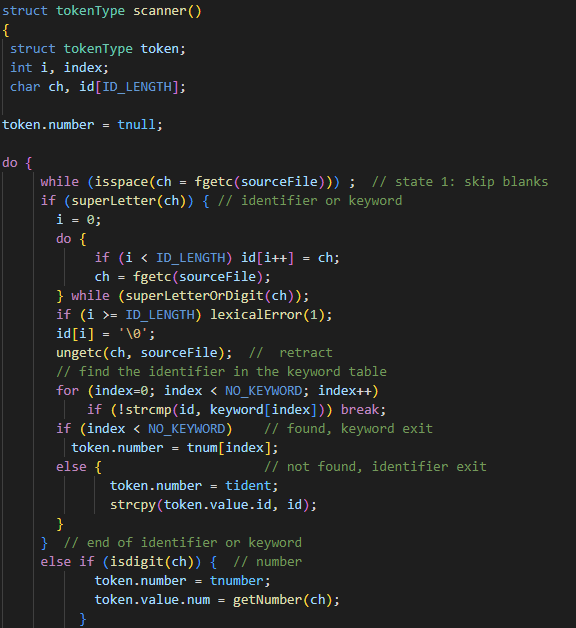 struct tokenType scanner()
{
struct tokenType token;
int i, index;
char ch, id[ID_LENGTH];
token.number = tnull;
do {
while (isspace(ch = fgetc(sourceFile))) ;  // state 1: skip blanks
if (superLetter(ch)) { // identifier or keyword
i = 0;
do {
if (i < ID_LENGTH) id[i++] = ch;
ch = fgetc(sourceFile);
} while (superLetterOrDigit(ch));
if (i >= ID_LENGTH) lexicalError(1);
id[i] = '\0';
ungetc(ch, sourceFile);  //  retract
// find the identifier in the keyword table
for (index=0; index < NO_KEYWORD; index++)
if (!strcmp(id, keyword[index])) break;
if (index < NO_KEYWORD)    // found, keyword exit
token.number = tnum[index];
else {                     // not found, identifier exit
token.number = tident;
strcpy(token.value.id, id);
}
}  // end of identifier or keyword
else if (isdigit(ch)) {  // number
token.number = tnumber;
token.value.num = getNumber(ch);
}